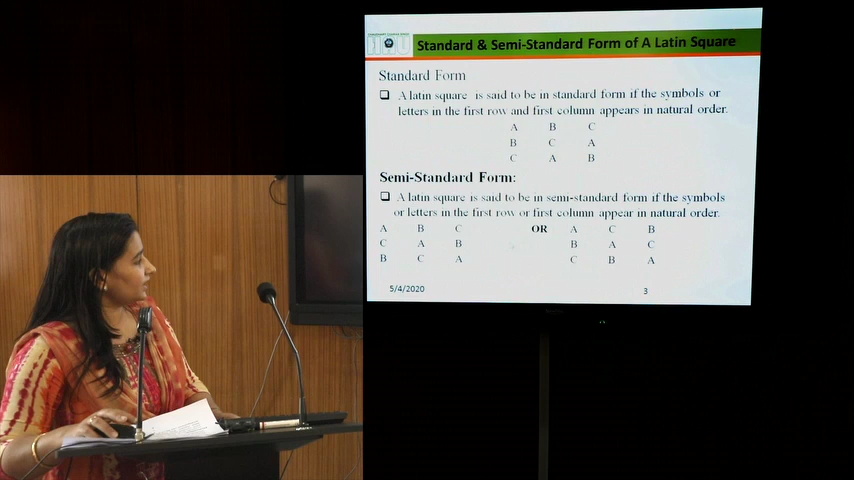 Standard & Semi-Standard Form of A Latin Square
Standard Form
A latin square is said to be in standard form if the symbols or
letters in the first row and first column appears in natural order.
A B C
B C A
C A B
Semi-Standard Form:
A latin square is said to be in semi-standard form if the symbols
or letters in the first row or first column appear in natural order.
A B C OR A C B
C A B B A C
B C A C B A
5/4/2020 3